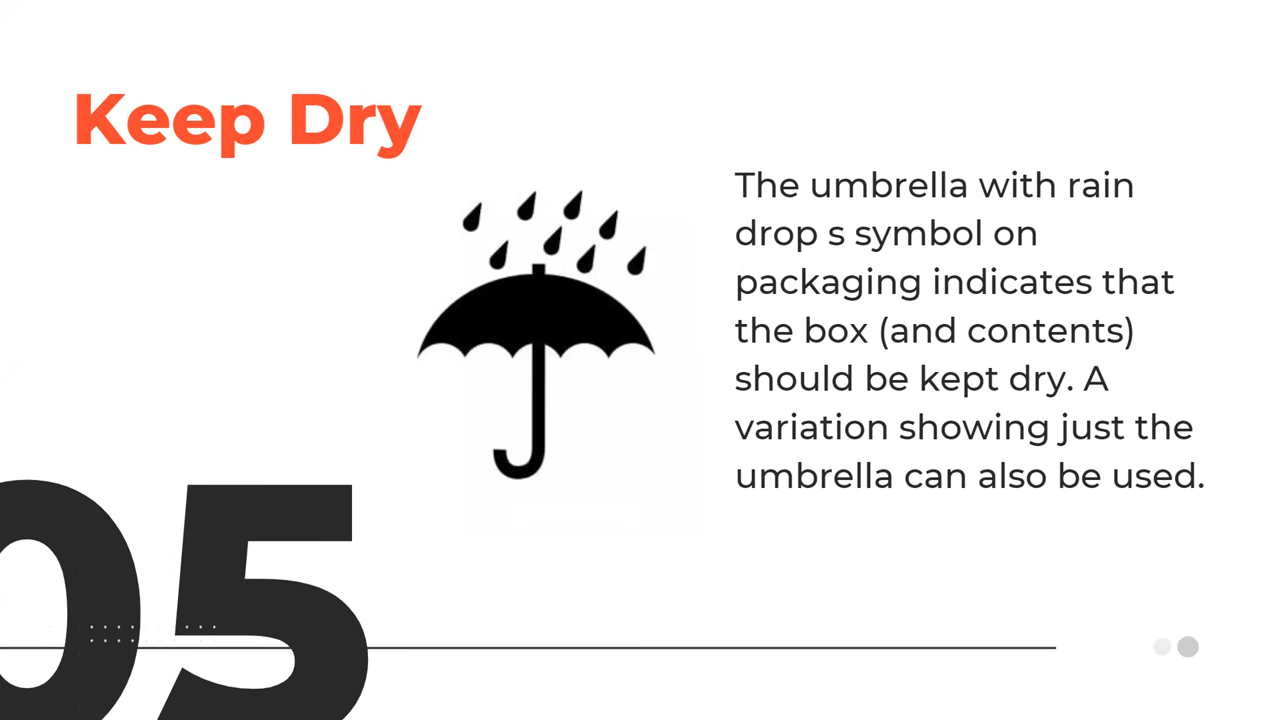 Keep Dry
The umbrella with rain
drop s symbol on
packaging indicates that
the box (and contents)
should be kept dry. A
variation showing just the
umbrella can also be used.
05